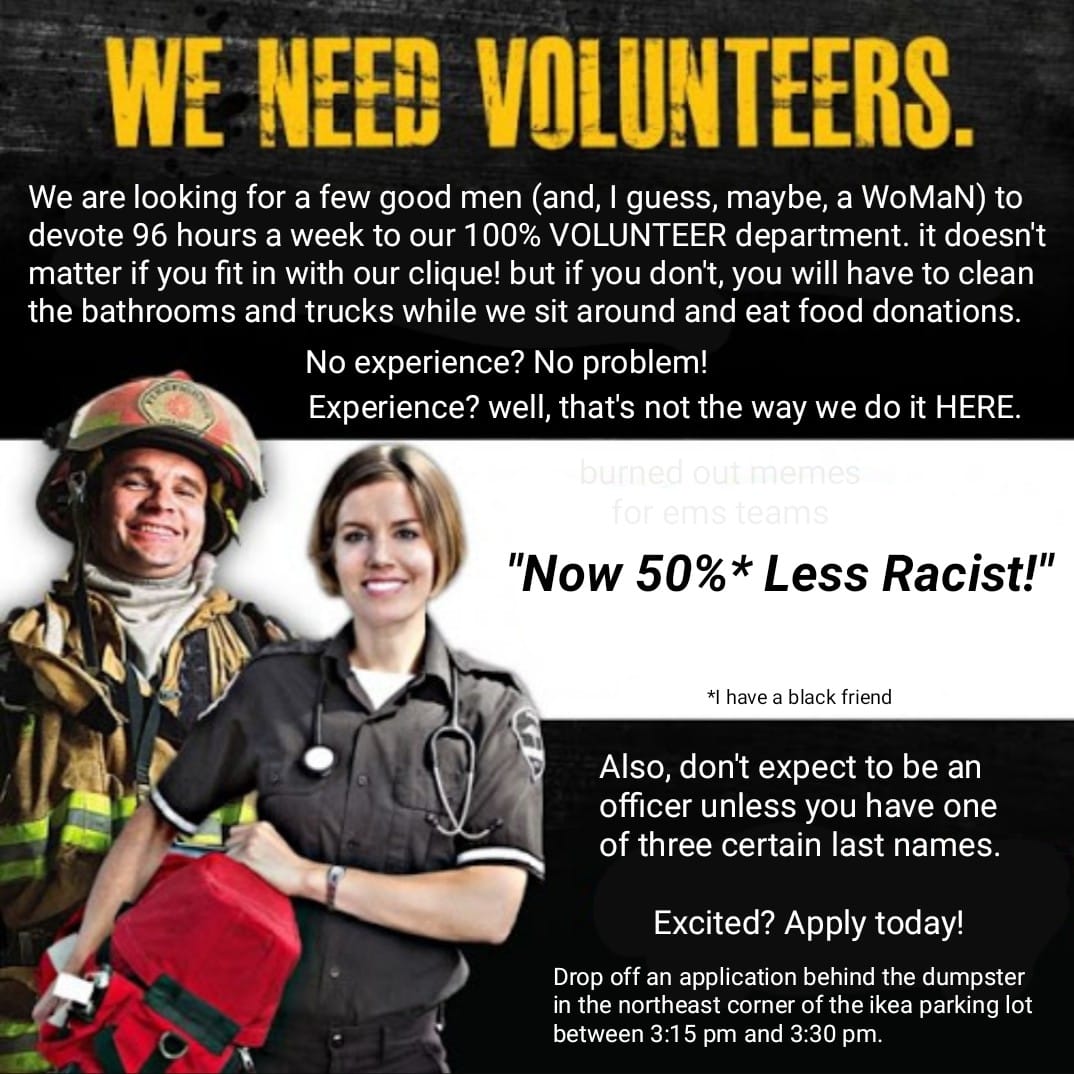 WE NEED VOLUNTEERS.
We are looking for a few good men (and, I guess, maybe, a WoMaN) to
devote 96 hours a week to our 100% VOLUNTEER department. it doesn't
matter if you fit in with our clique! but if you don't, you will have to clean
the bathrooms and trucks while we sit around and eat food donations.
No experience? No problem!
Experience? well, that's not the way we do it HERE.
burned out memes
for ems teams
"Now 50%* Less Racist!"
*I have a black friend
Also, don't expect to be an
officer unless you have one
of three certain last names.
Excited? Apply today!
Drop off an application behind the dumpster
in the northeast corner of the ikea parking lot
between 3:15 pm and 3:30 pm.